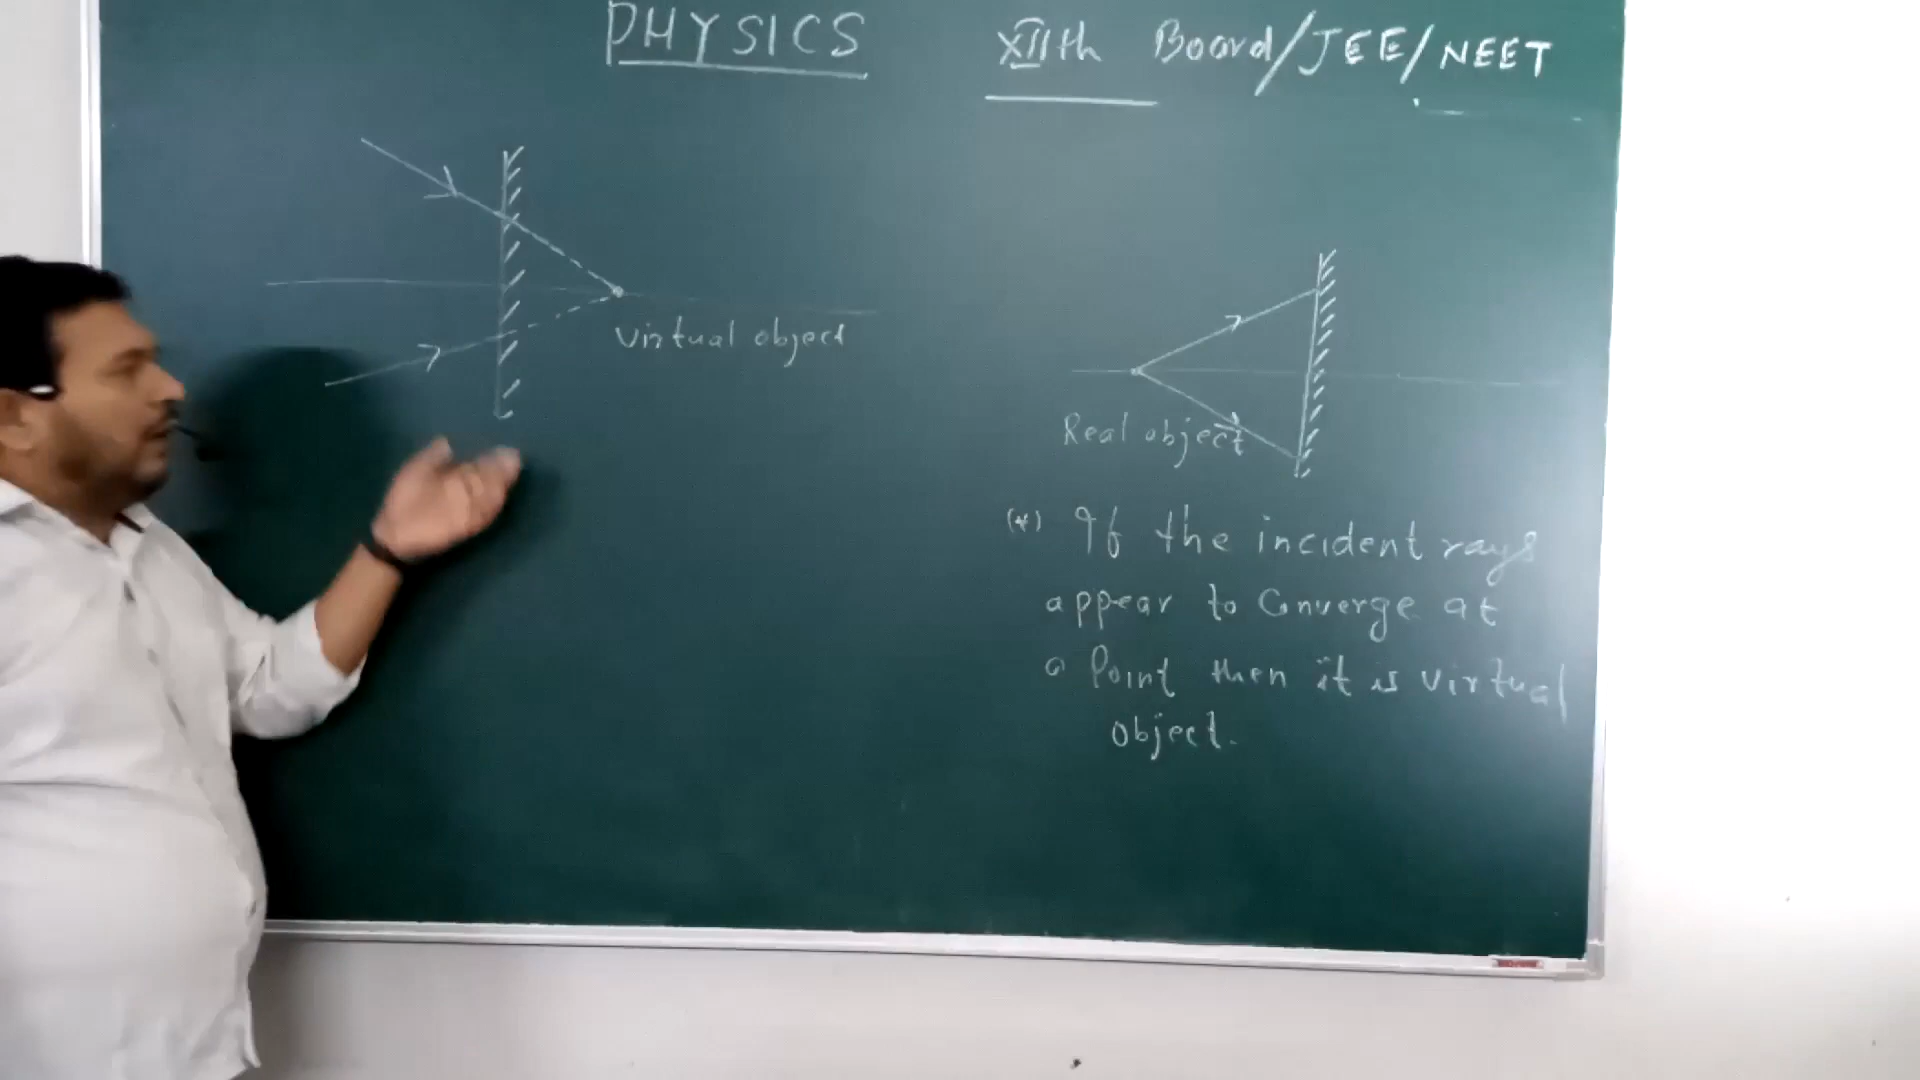 PHYSICS XIIth Board/JEE/NEET
virtual object
Real object
(*) If the incident rays
appear to Converge at
a Point then it is virtual
object.